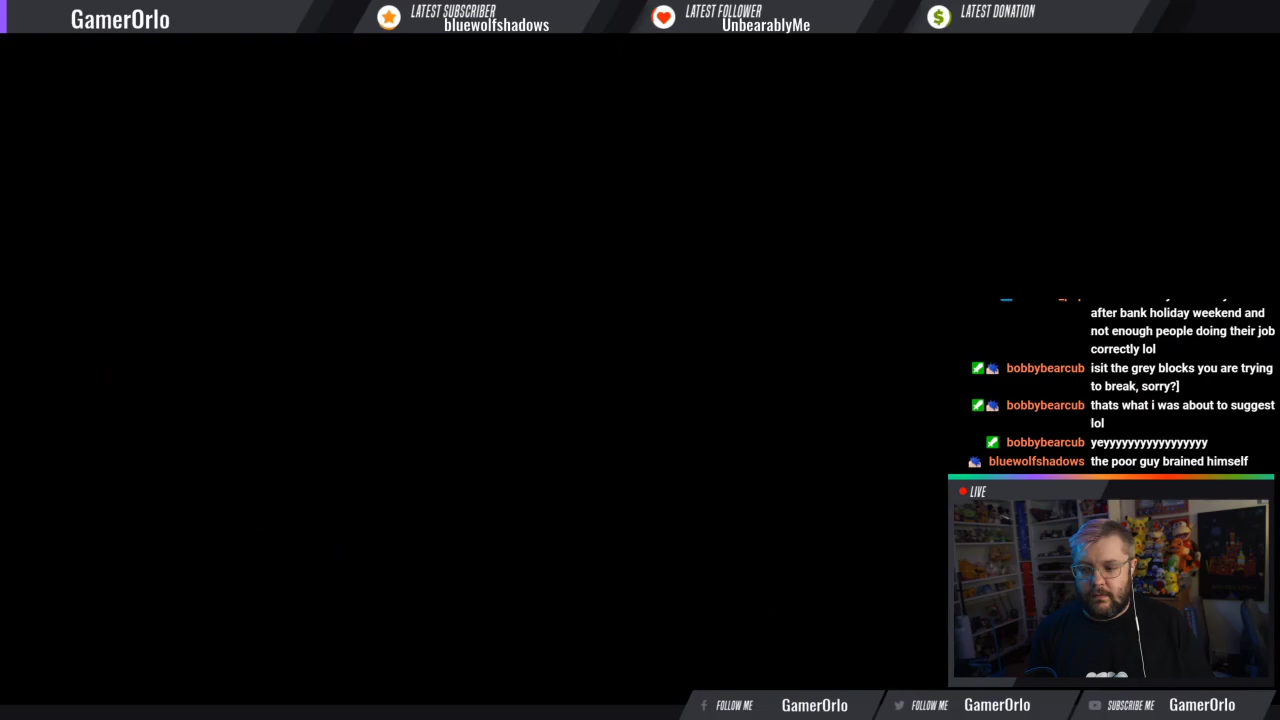 GamerOrlo
LATEST SUBSCRIBER
bluewolfshadows
LATEST FOLLOWER
UnbearablyMe
LATEST DONATION
after bank holiday weekend and
not enough people doing their job
correctly lol
bobbybearcub isit the grey blocks you are trying
to break, sorry?]
bobbybearcub thats what i was about to suggest
lol
bobbybearcub yeyyyyyyyyyyyyyyyyy
bluewolfshadows the poor guy brained himself
LIVE
FOLLOW ME GamerOrlo
FOLLOW ME GamerOrlo
SUBSCRIBE ME GamerOrlo